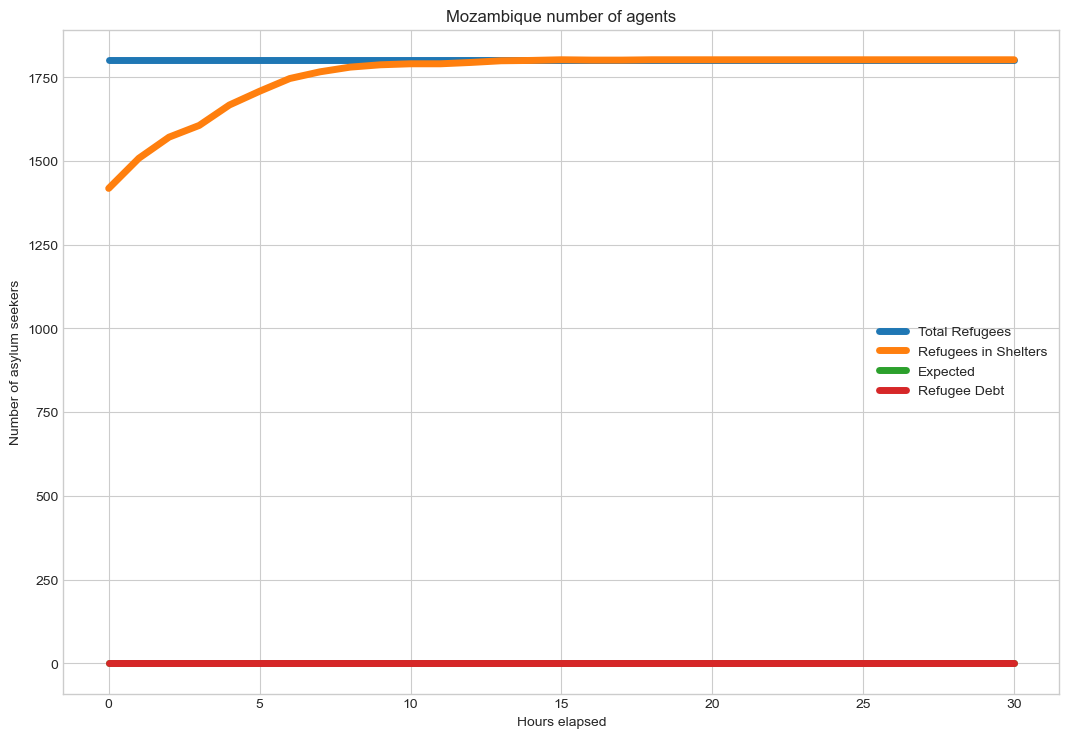 Mozambique number of agents
1750
1500
1250
1000
750
500
250
0
Number of asylum seekers
Total Refugees
Refugees in Shelters
Expected
Refugee Debt
0 5 10 15 20 25 30
Hours elapsed